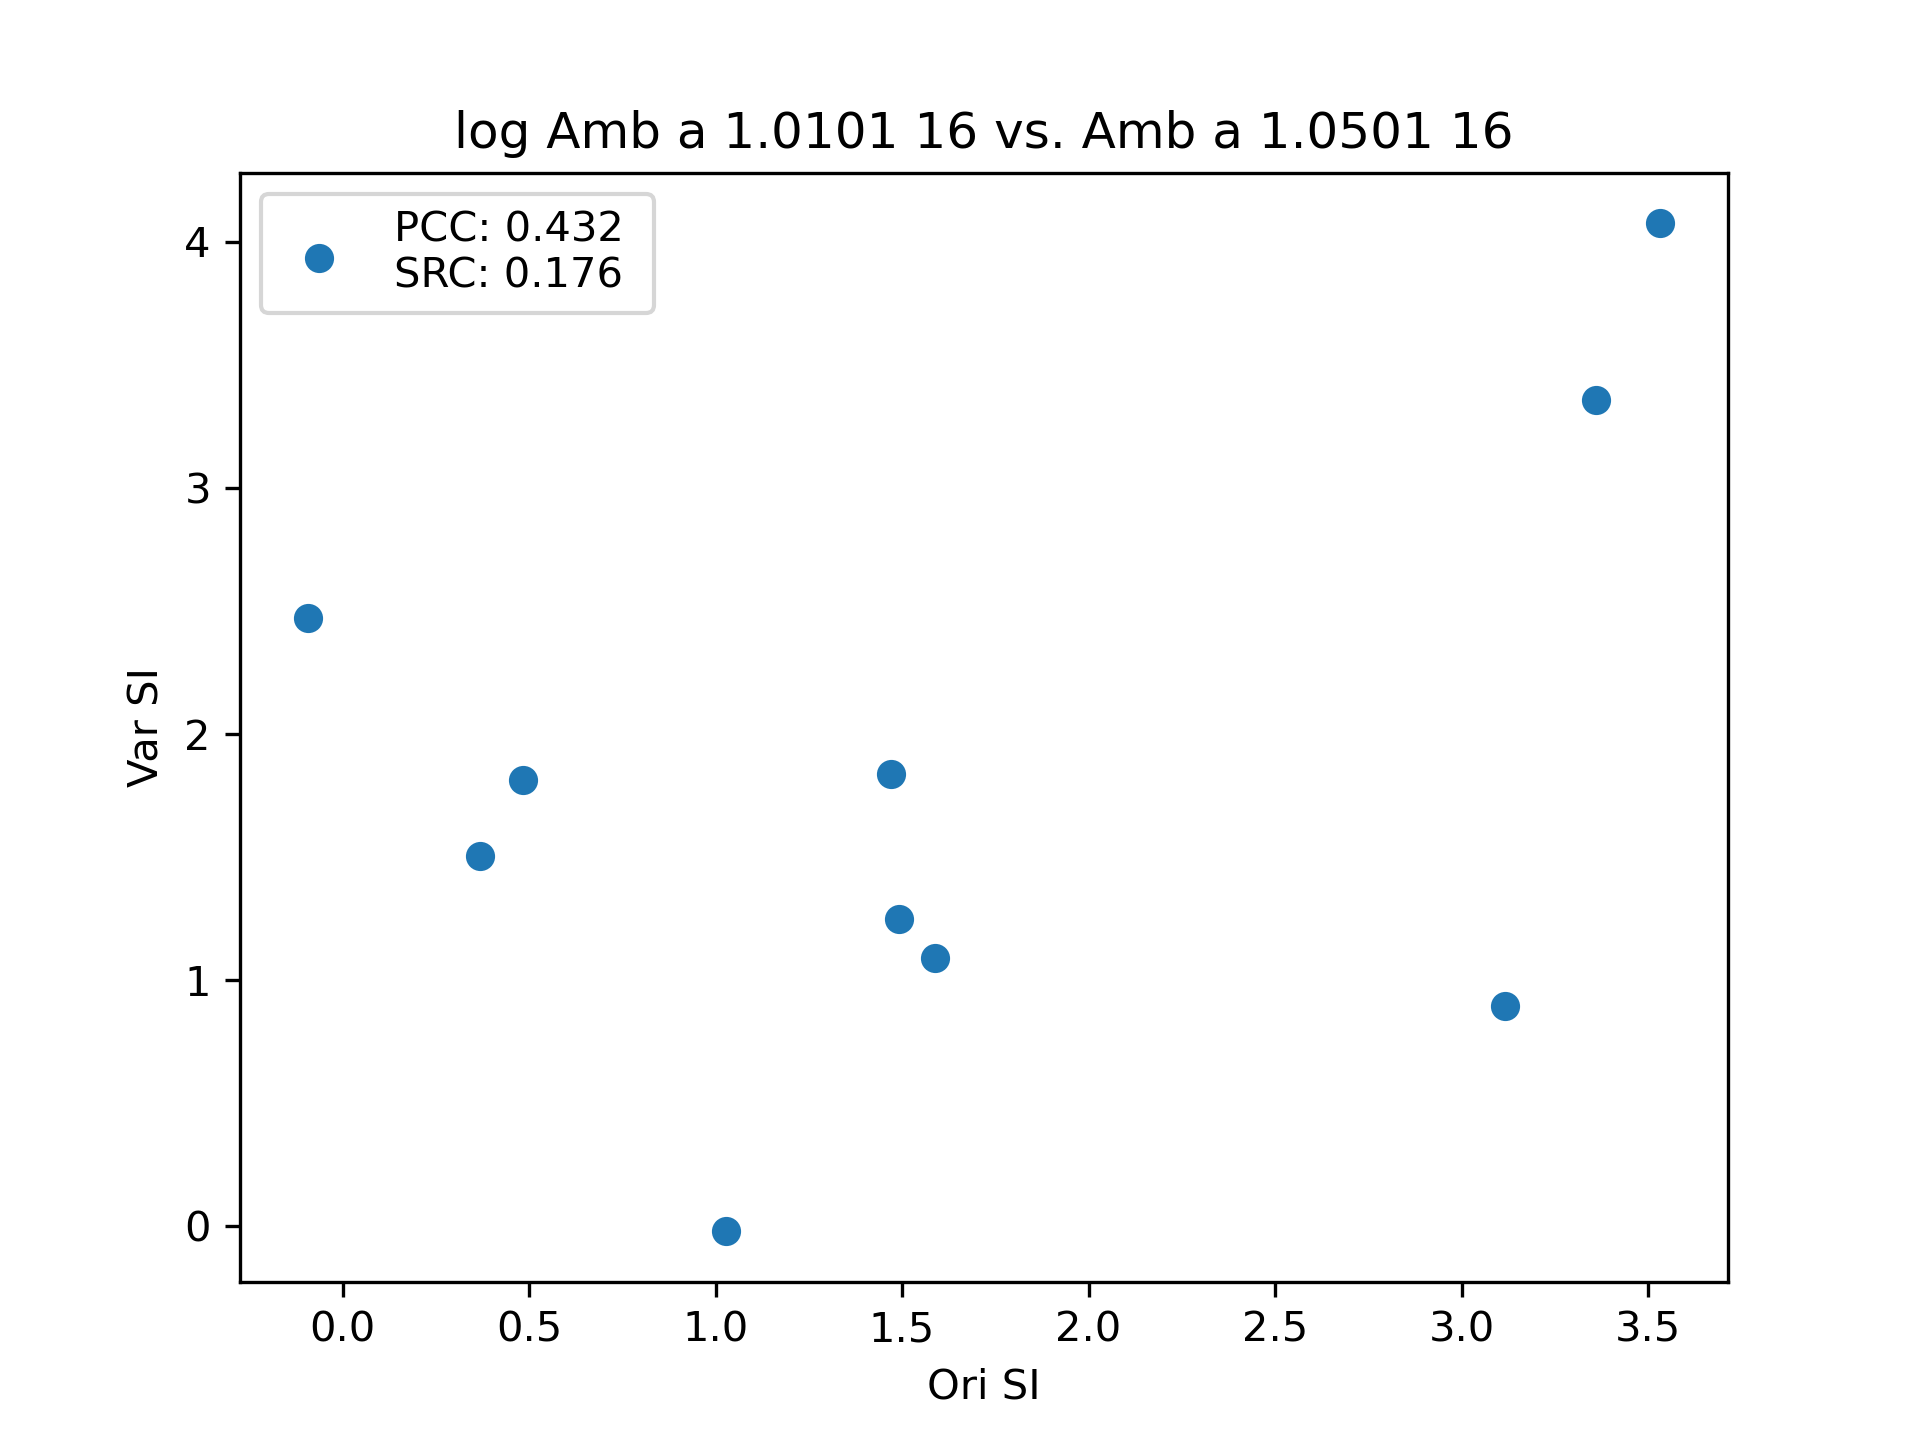 log Amb a 1.0101 16 vs. Amb a 1.0501 16
PCC: 0.432
SRC: 0.176
4
3
2
1
0
Var SI
0.0 0.5 1.0 1.5 2.0 2.5 3.0 3.5
Ori SI